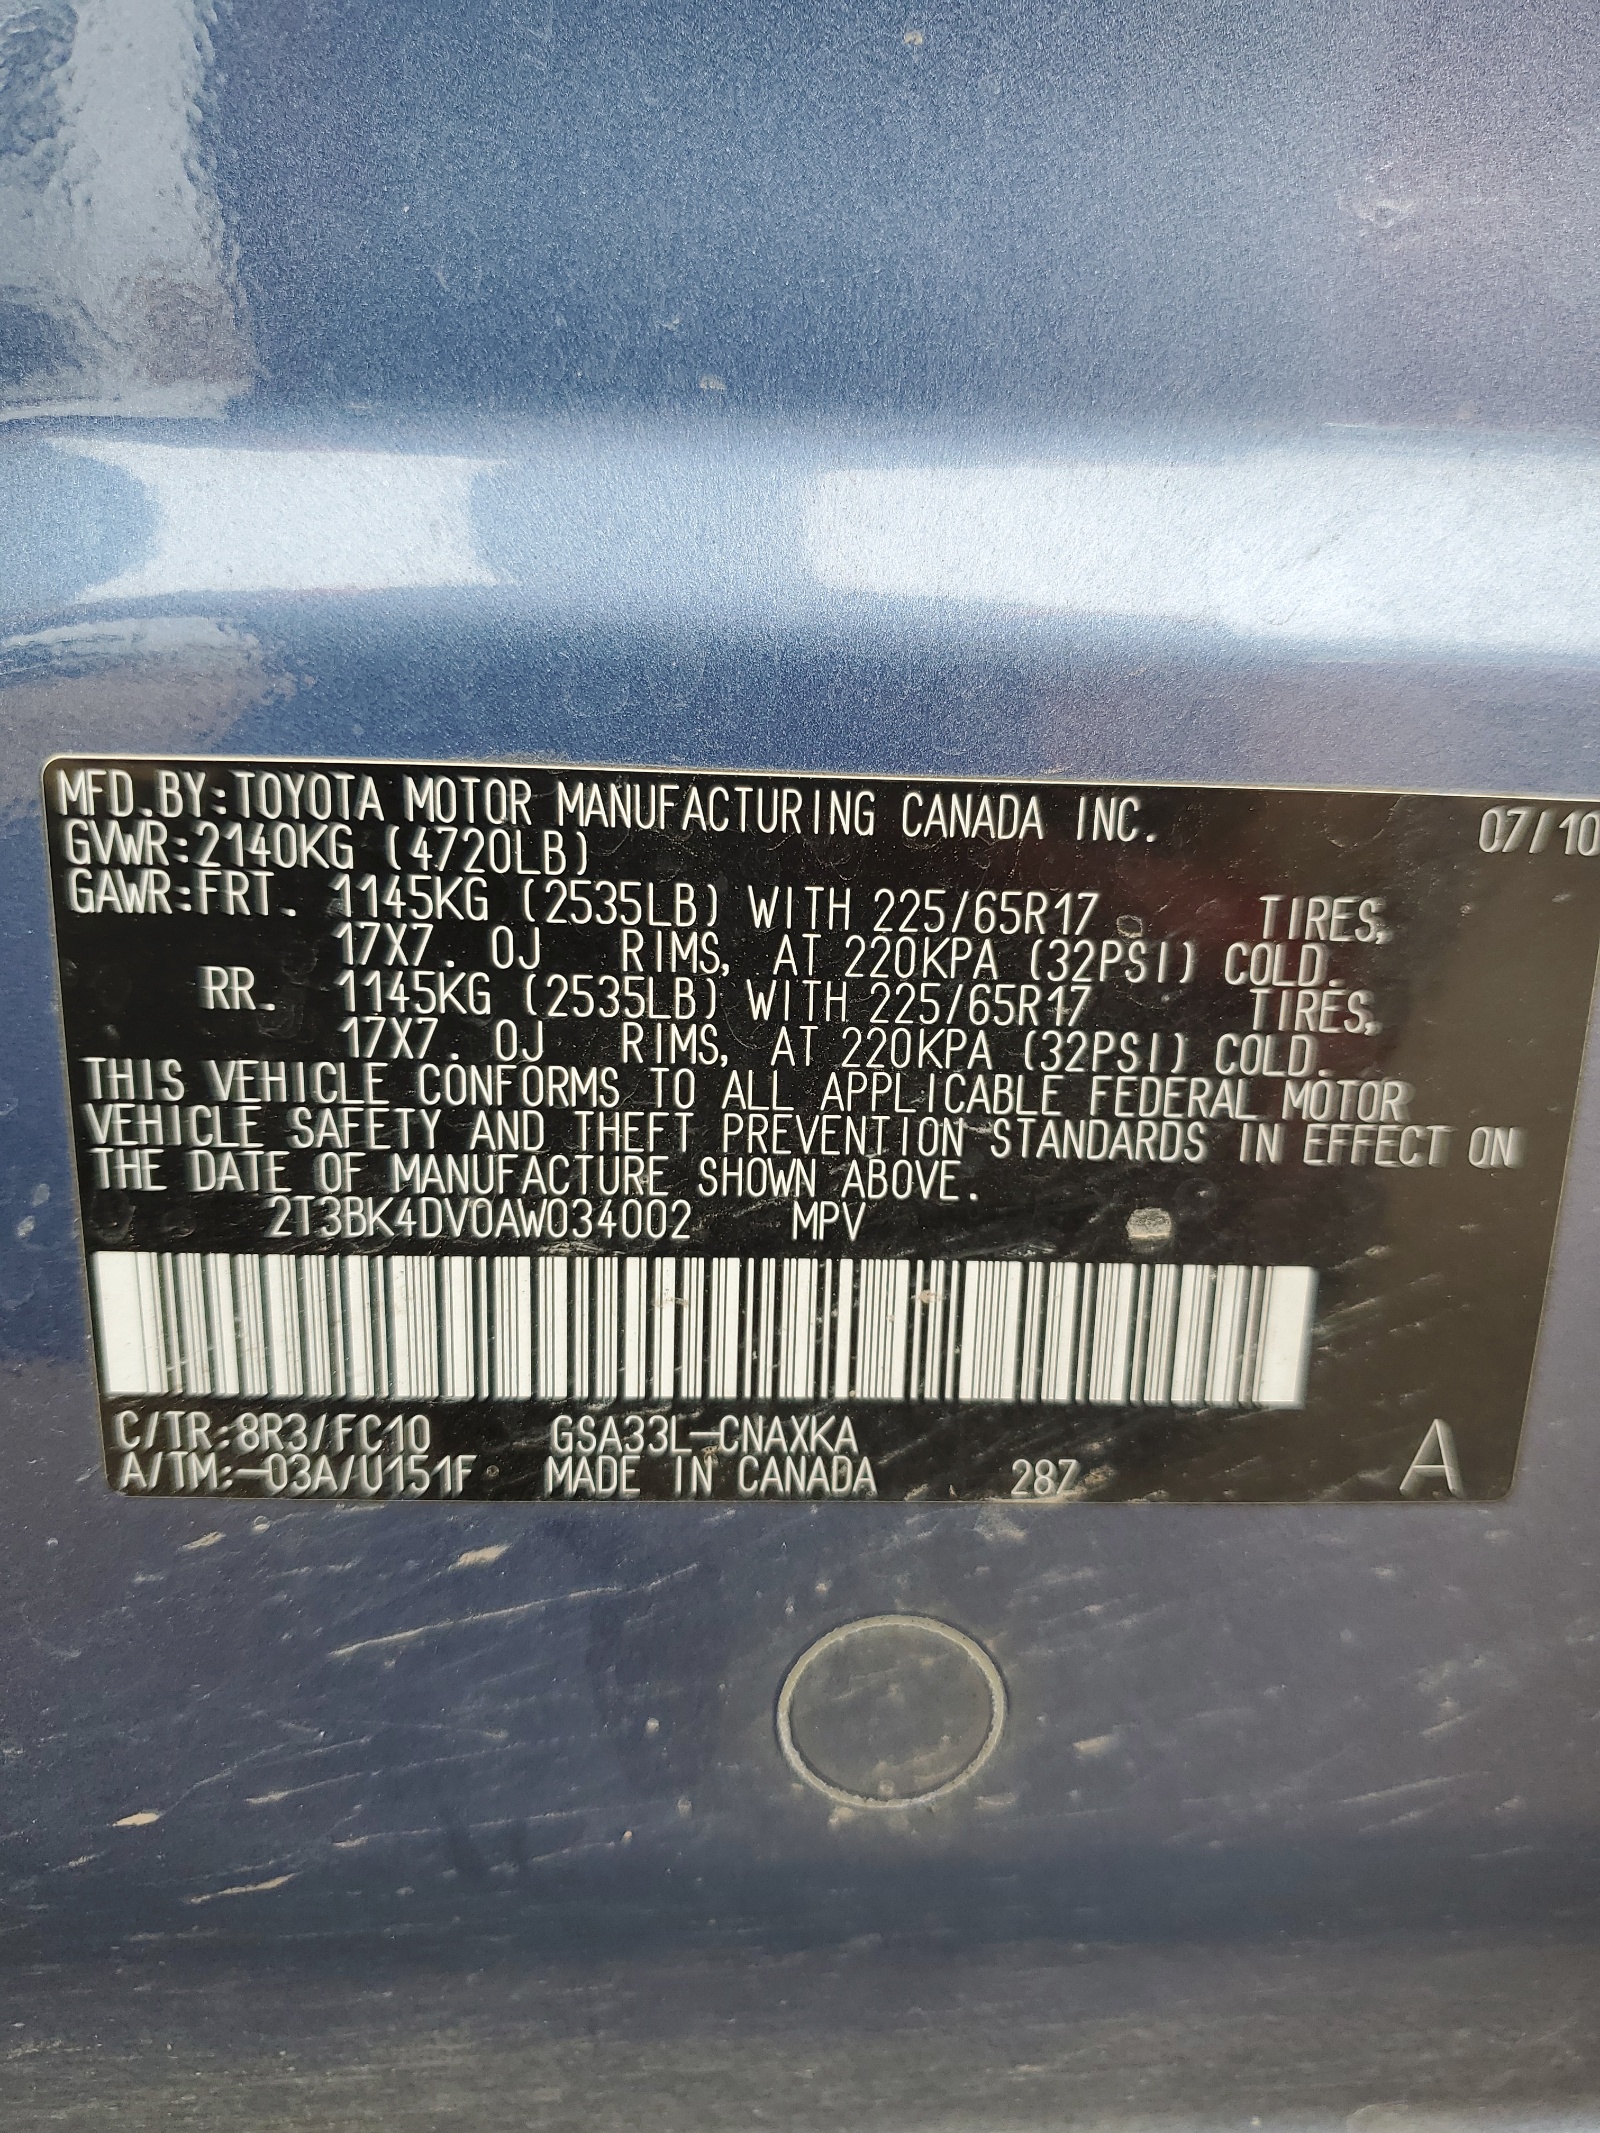 MFD.BY:TOYOTA MOTOR MANUFACTURING CANADA INC. 07/10
GVWR:2140KG (4720LB)
GAWR:FRT. 1145KG (2535LB) WITH 225/65R17 TIRES,
17X7. 0J RIMS, AT 220KPA (32PSI) COLD.
RR. 1145KG (2535LB) WITH 225/65R17 TIRES,
17X7. 0J RIMS, AT 220KPA (32PSI) COLD.
THIS VEHICLE CONFORMS TO ALL APPLICABLE FEDERAL MOTOR
VEHICLE SAFETY AND THEFT PREVENTION STANDARDS IN EFFECT ON
THE DATE OF MANUFACTURE SHOWN ABOVE.
2T3BK4DV0AW034002 MPV
C/TR:8R3/FC10 GSA33L-CNAXKA
A/TM:-03A/U151F MADE IN CANADA 28Z A